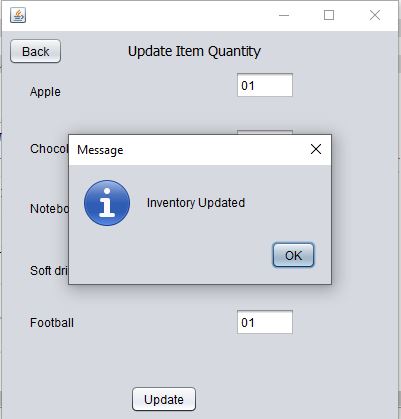 Back
Update Item Quantity
Apple
01
Chocol
Message
Inventory Updated
Notebo
OK
Soft dri
Football
01
Update